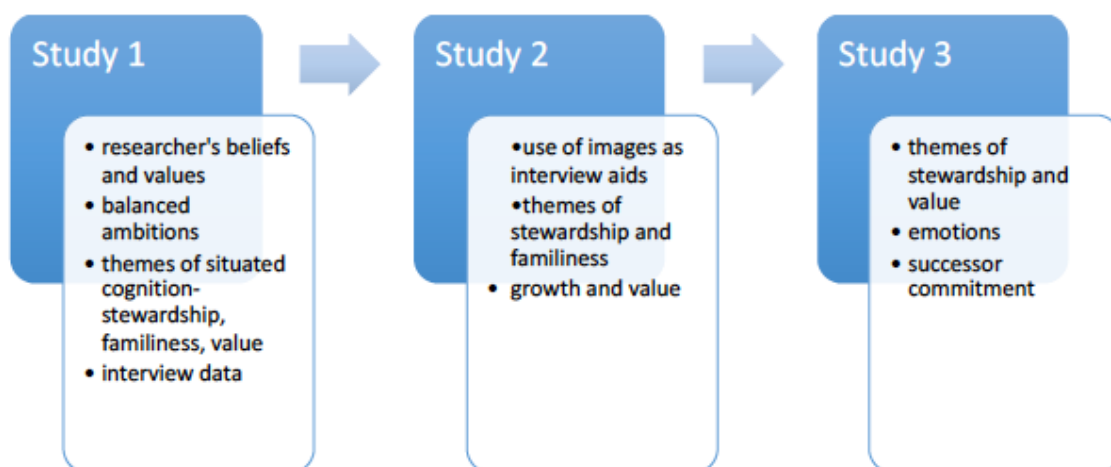 Study 1
• researcher's beliefs
and values
• balanced
ambitions
• themes of situated
cognition-
stewardship,
familiness, value
• interview data
Study 2
•use of images as
interview aids
•themes of
stewardship and
familiness
• growth and value
Study 3
• themes of
stewardship and
value
• emotions
• successor
commitment